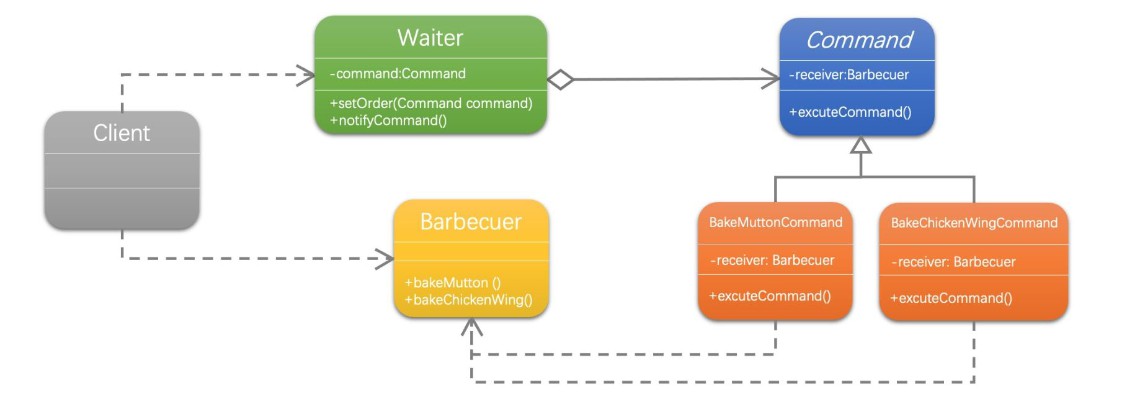 Waiter
-command:Command
+setOrder(Command command)
+notifyCommand()
Command
-receiver:Barbecuer
+excuteCommand()
Client
Barbecuer
+bakeMutton ()
+bakeChickenWing()
BakeMuttonCommand
-receiver: Barbecuer
+excuteCommand()
BakeChickenWingCommand
-receiver: Barbecuer
+excuteCommand()